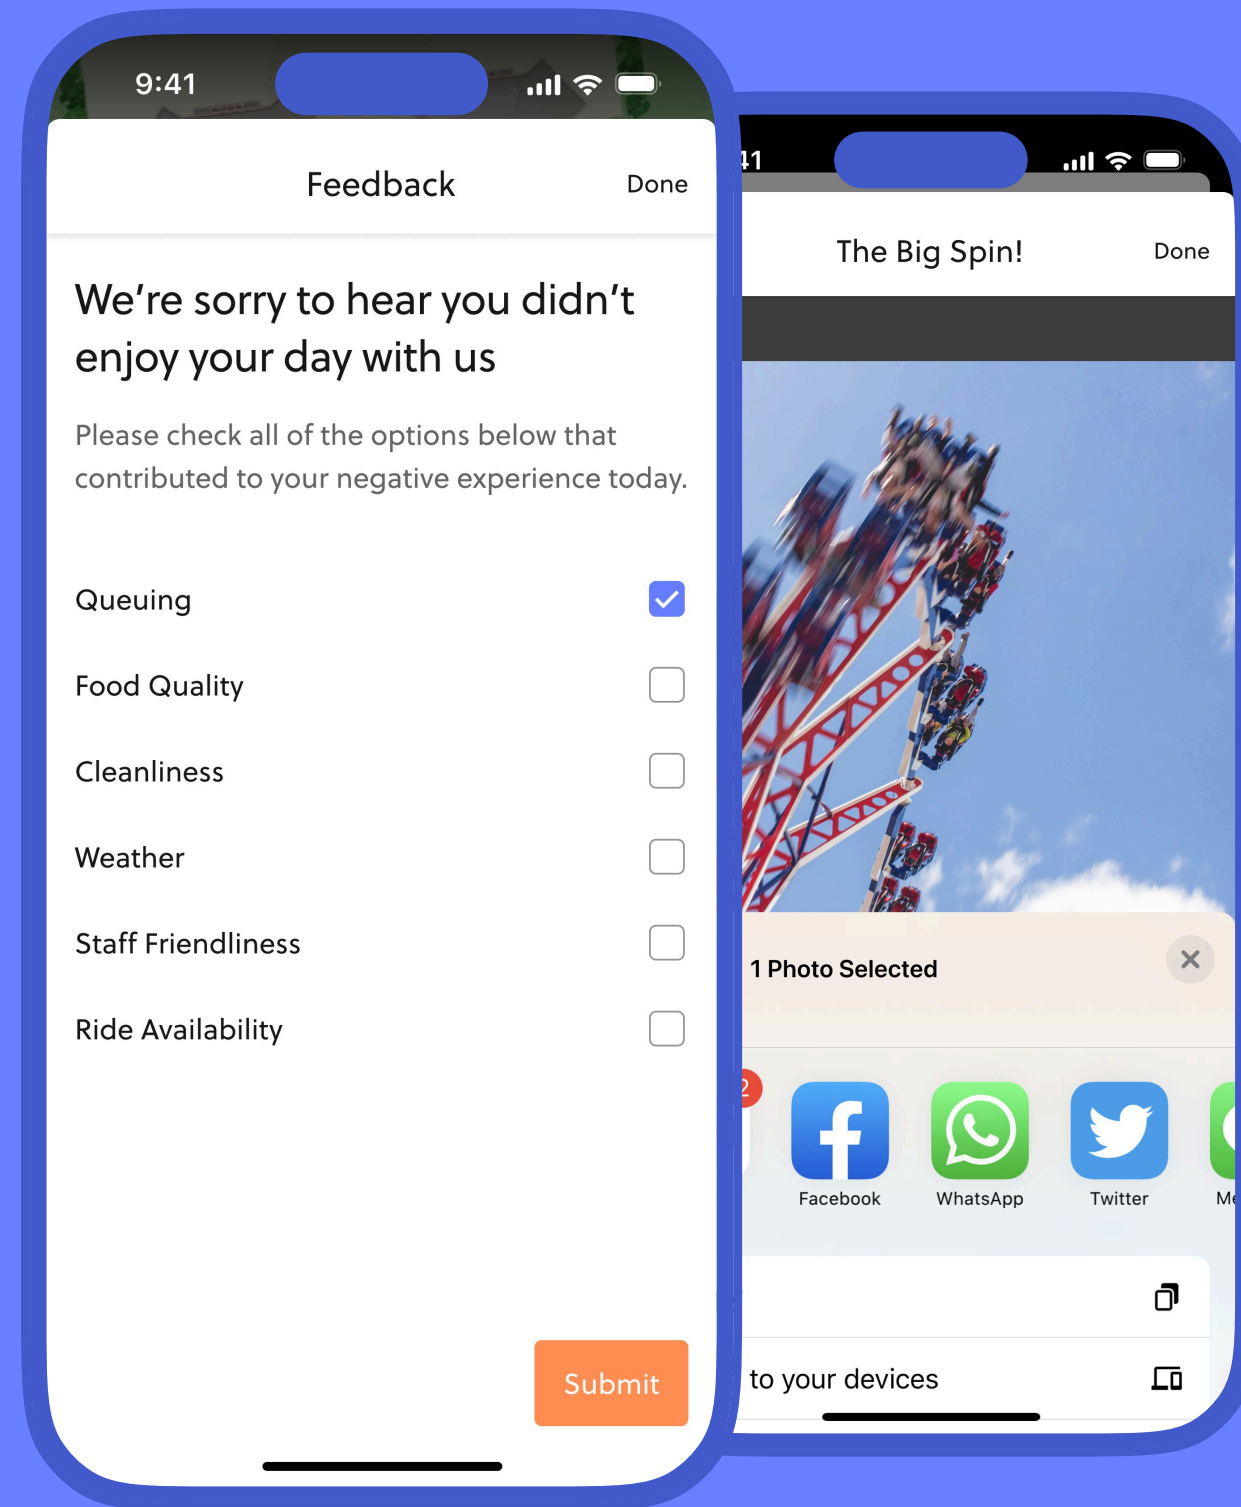 9:41
Feedback
Done
We're sorry to hear you didn't
enjoy your day with us
Please check all of the options below that
contributed to your negative experience today.
Queuing
Food Quality
Cleanliness
Weather
Staff Friendliness
Ride Availability
Submit
41
The Big Spin!
Done
1 Photo Selected
2
Facebook
WhatsApp
Twitter
to your devices